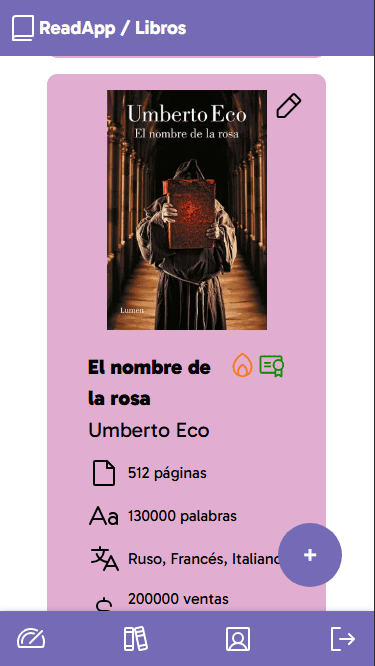 ReadApp / Libros
Umberto Eco
El nombre de la rosa
Lumen
El nombre de
la rosa
Umberto Eco
512 páginas
Aa
130000 palabras
Ruso, Francés, Italiano
200000 ventas
+